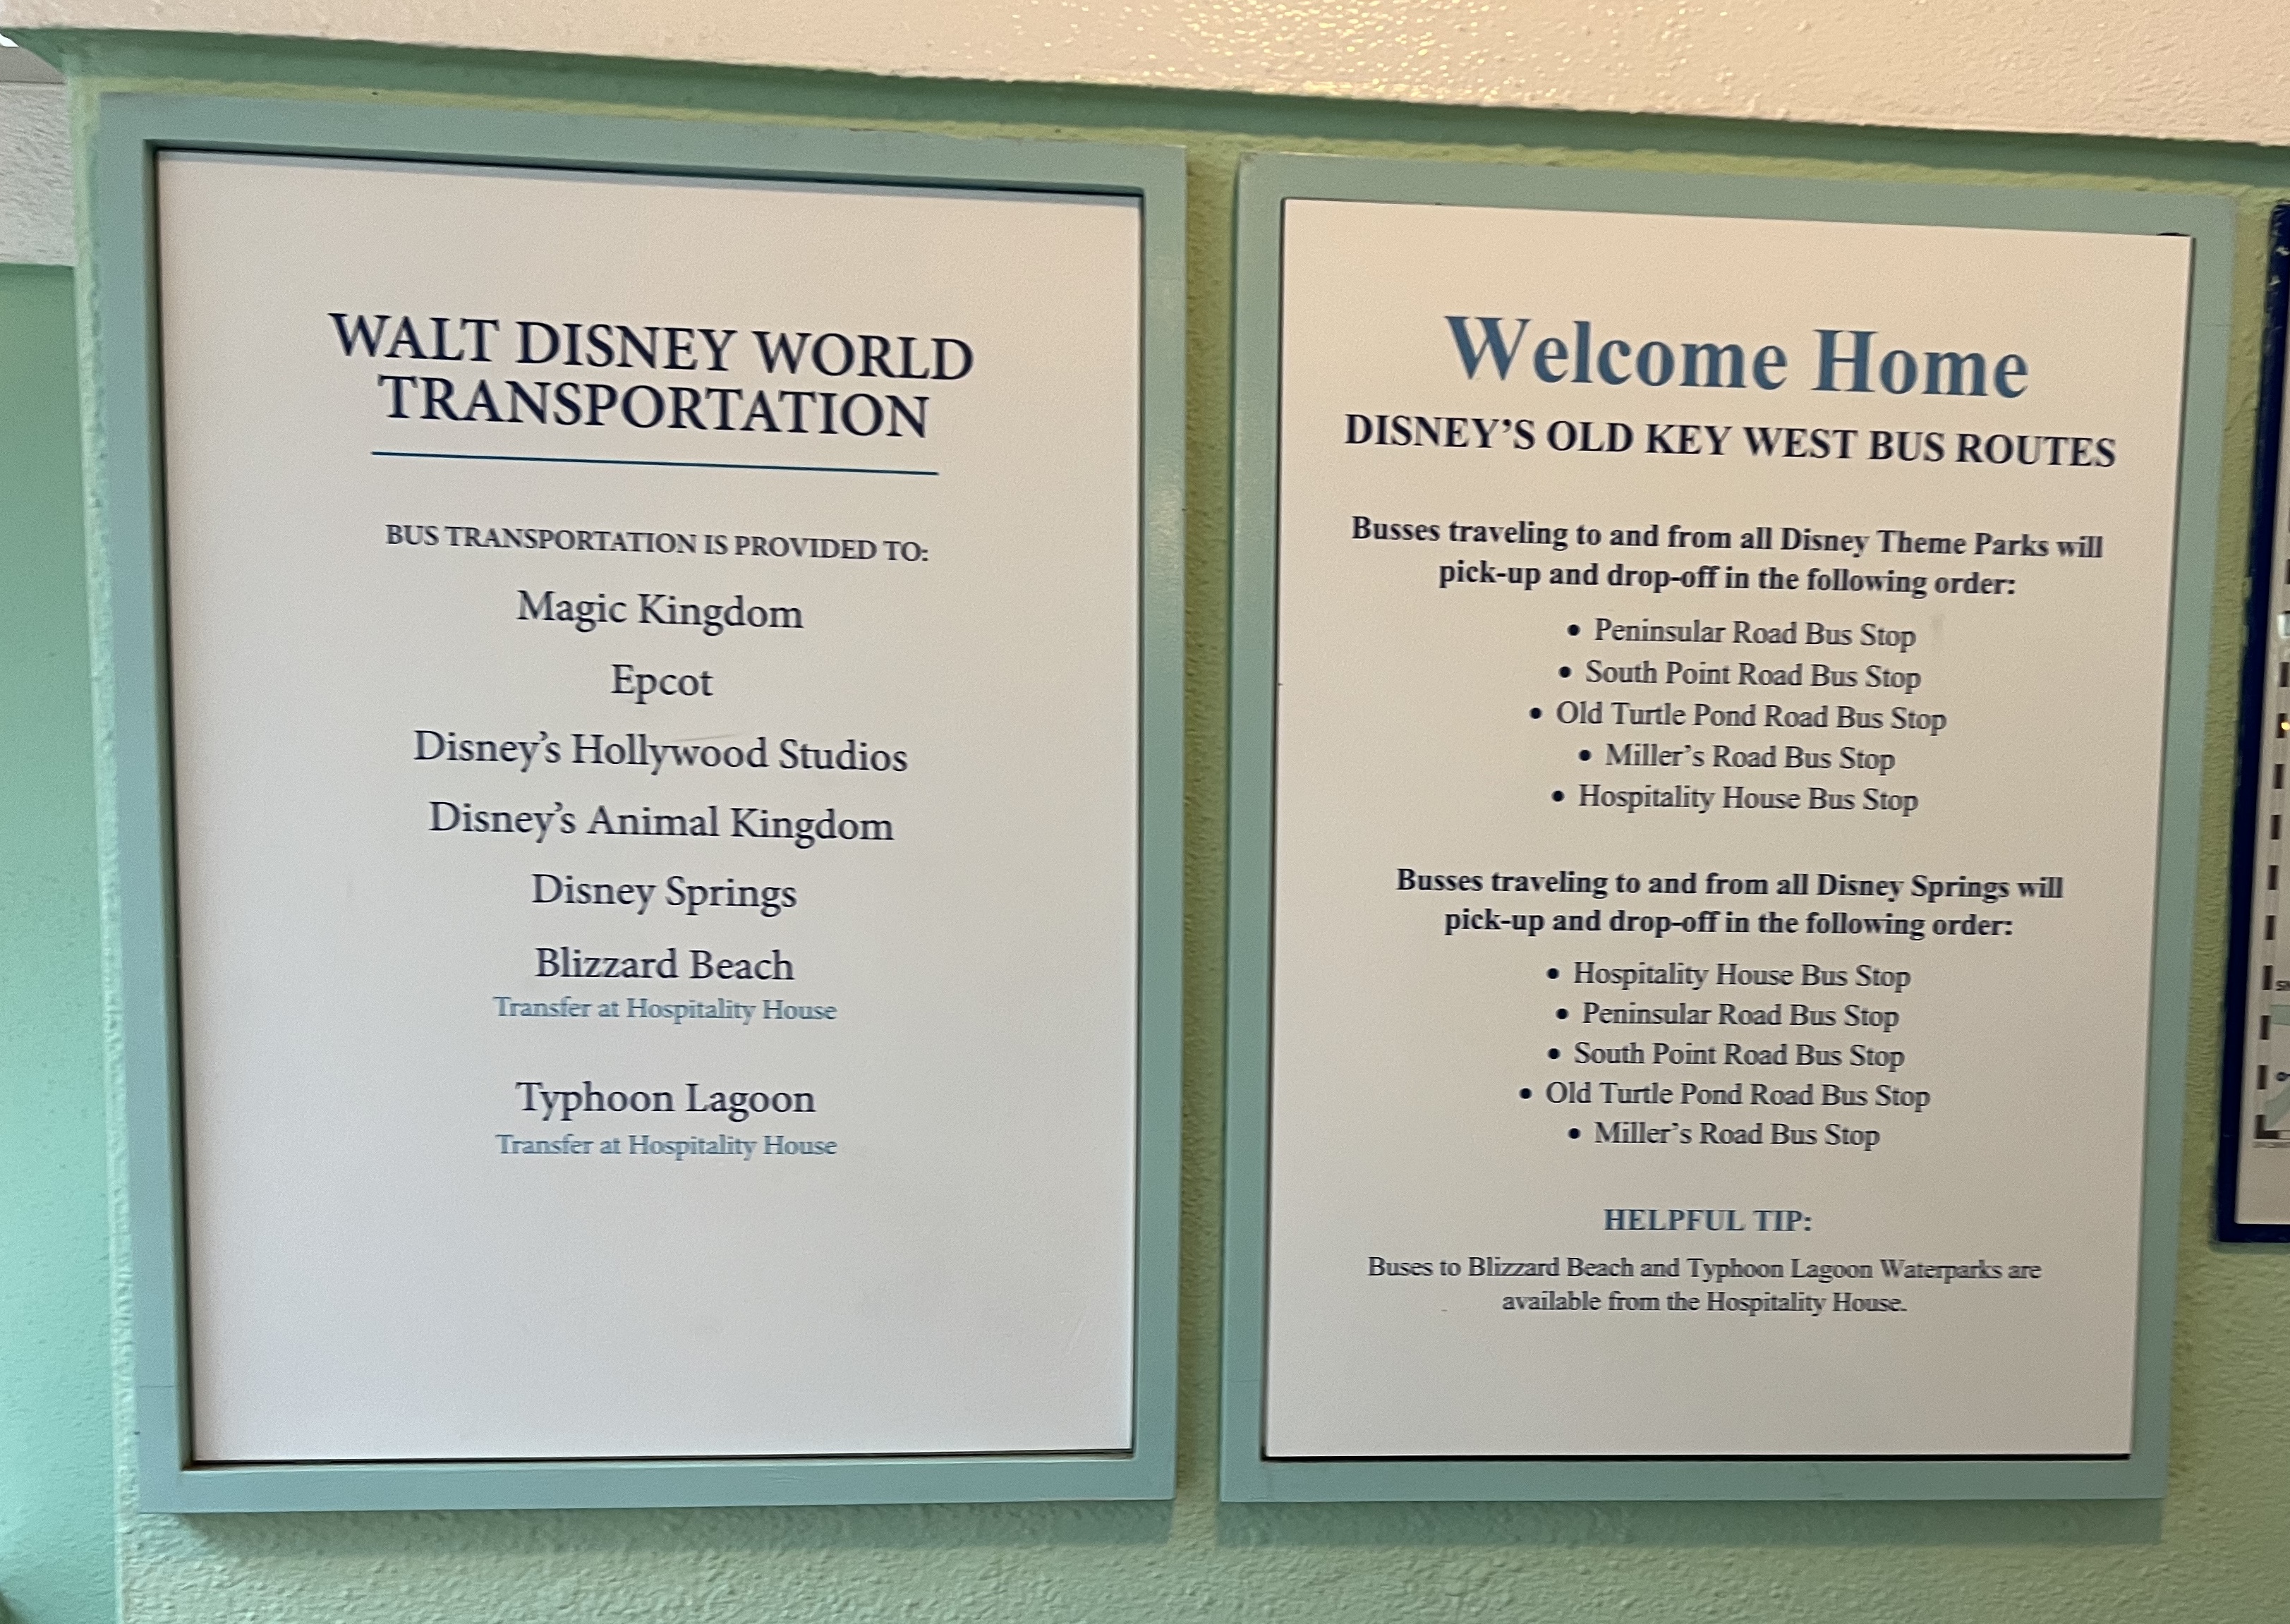 WALT DISNEY WORLD
TRANSPORTATION
BUS TRANSPORTATION IS PROVIDED TO:
Magic Kingdom
Epcot
Disney’s Hollywood Studios
Disney’s Animal Kingdom
Disney Springs
Blizzard Beach
Transfer at Hospitality House
Typhoon Lagoon
Transfer at Hospitality House
Welcome Home
DISNEY’S OLD KEY WEST BUS ROUTES
Busses traveling to and from all Disney Theme Parks will
pick-up and drop-off in the following order:
• Peninsular Road Bus Stop
• South Point Road Bus Stop
• Old Turtle Pond Road Bus Stop
• Miller’s Road Bus Stop
• Hospitality House Bus Stop
Busses traveling to and from all Disney Springs will
pick-up and drop-off in the following order:
• Hospitality House Bus Stop
• Peninsular Road Bus Stop
• South Point Road Bus Stop
• Old Turtle Pond Road Bus Stop
• Miller’s Road Bus Stop
HELPFUL TIP:
Buses to Blizzard Beach and Typhoon Lagoon Waterparks are
available from the Hospitality House.